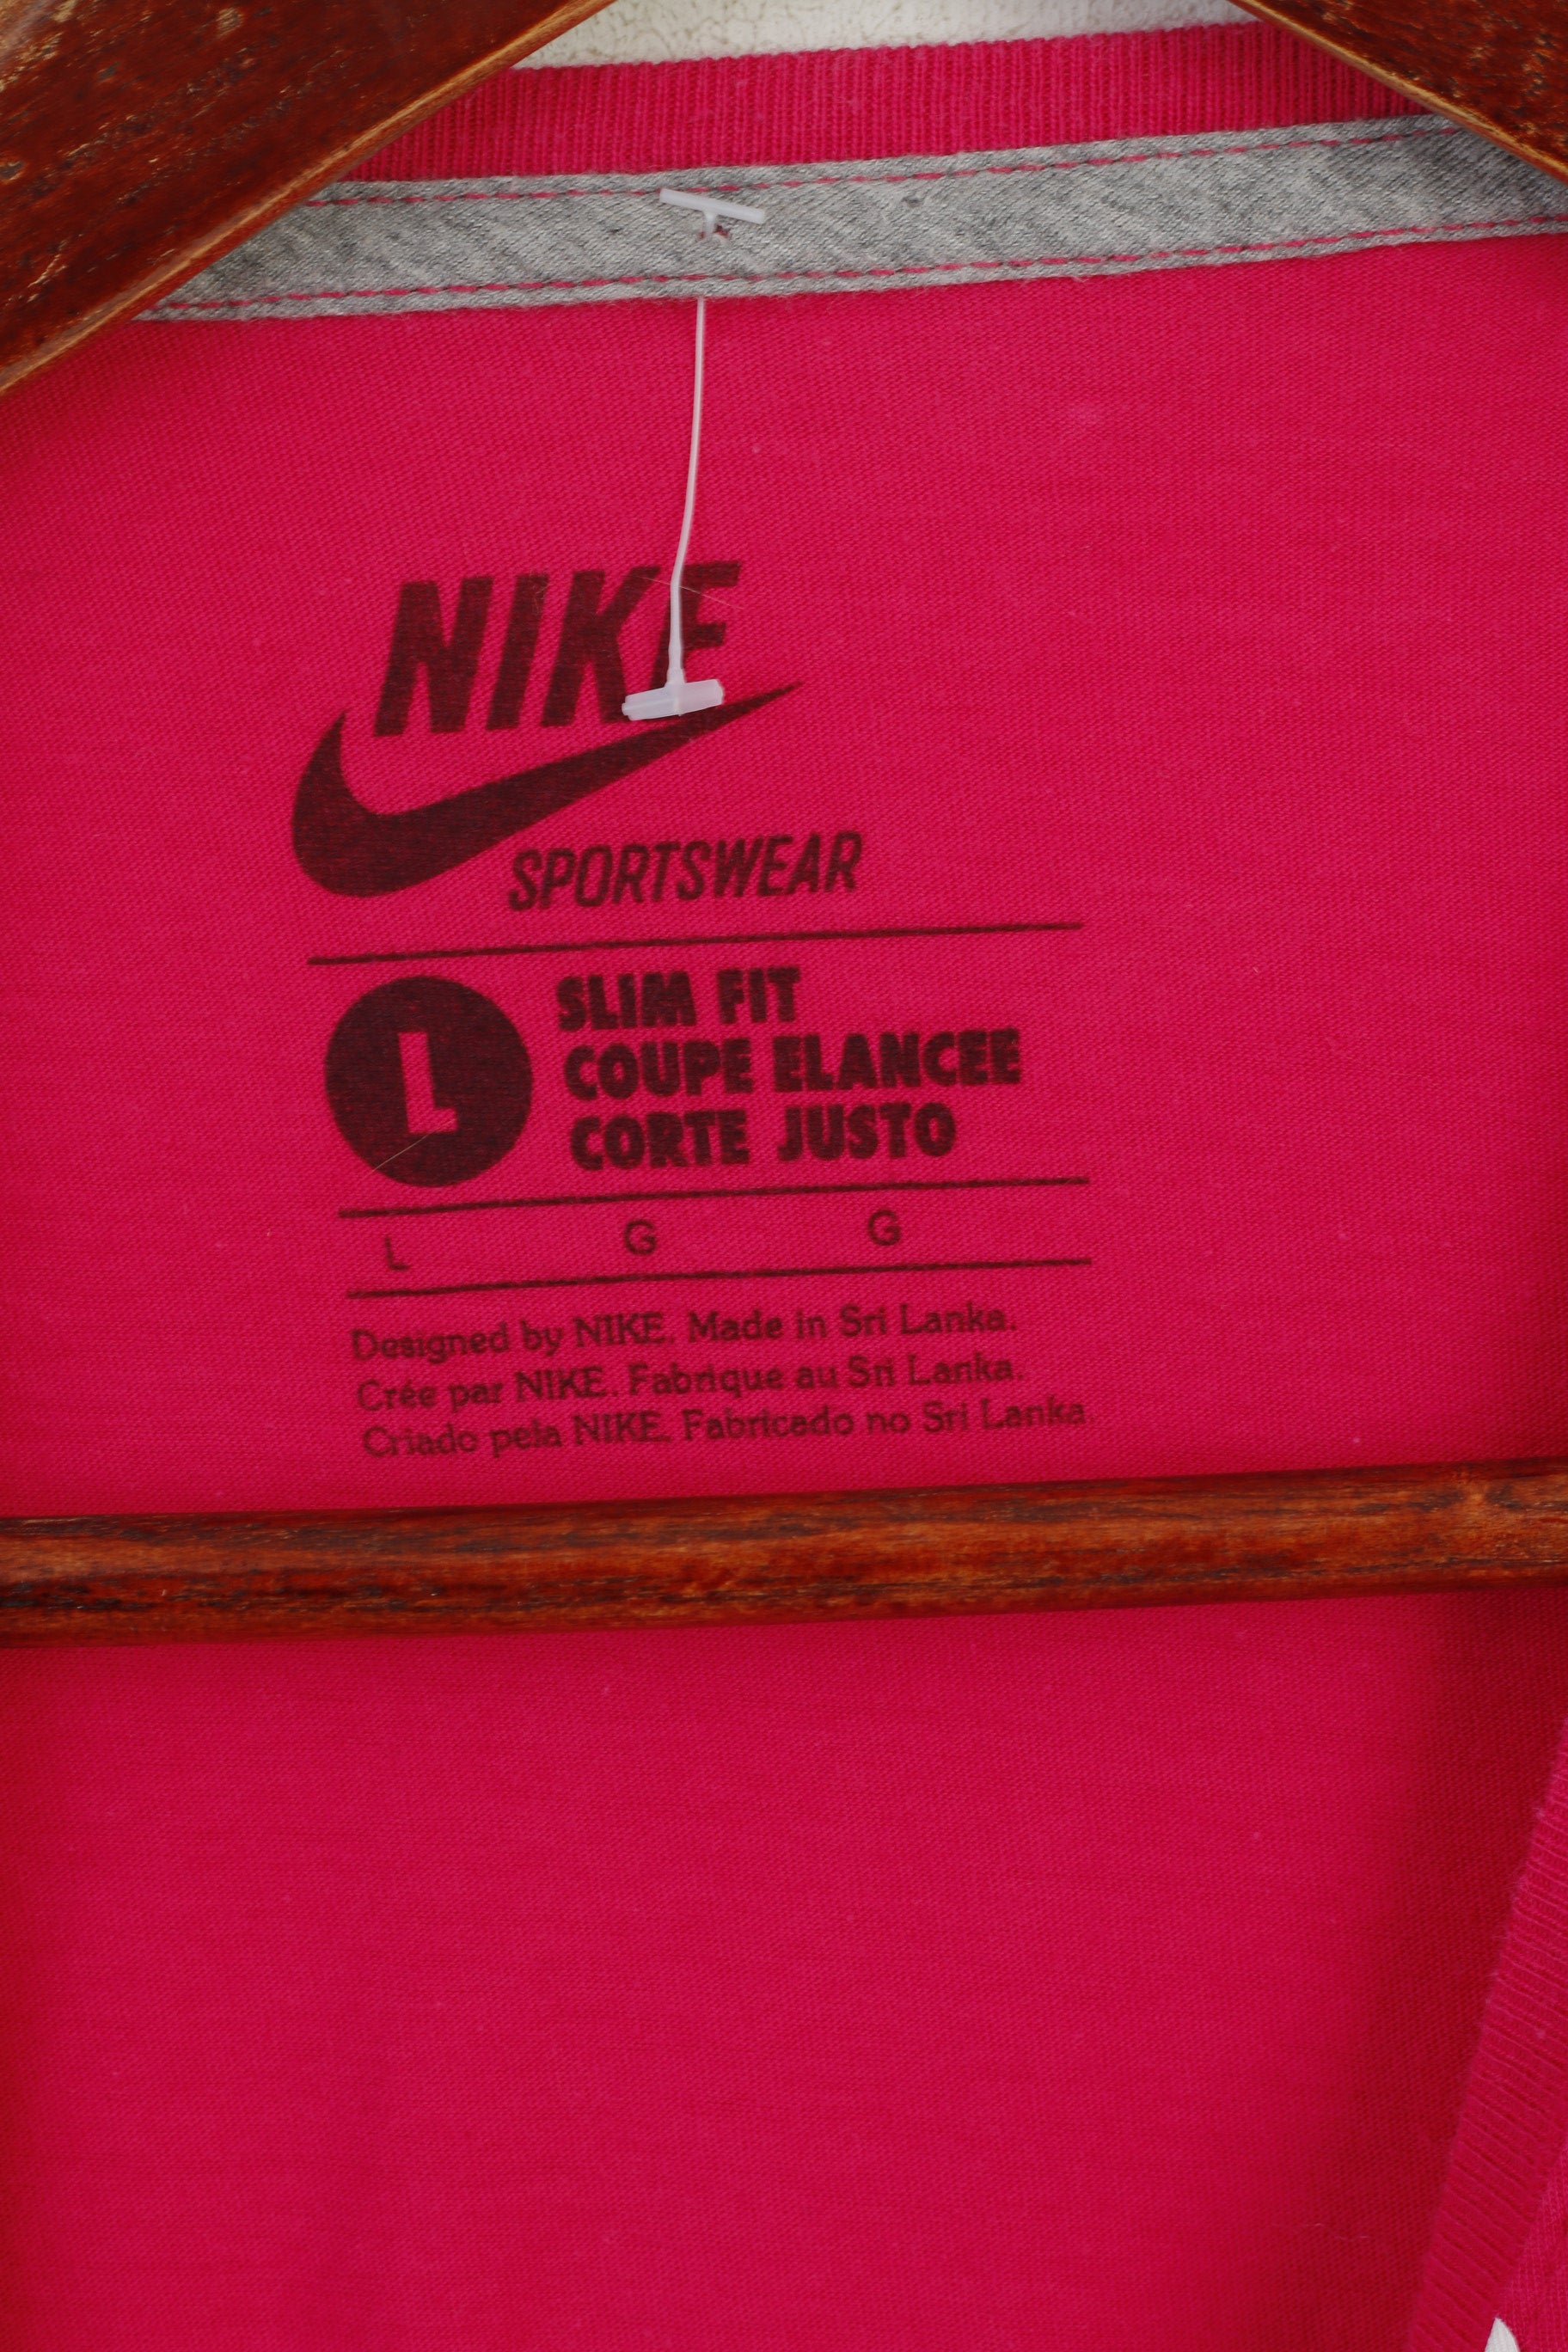 NIKE
SPORTSWEAR
L
SLIM FIT
COUPE ELANCEE
CORTE JUSTO
L G G
Designed by NIKE. Made in Sri Lanka.
Crée par NIKE. Fabrique au Sri Lanka.
Criado pela NIKE. Fabricado no Sri Lanka.